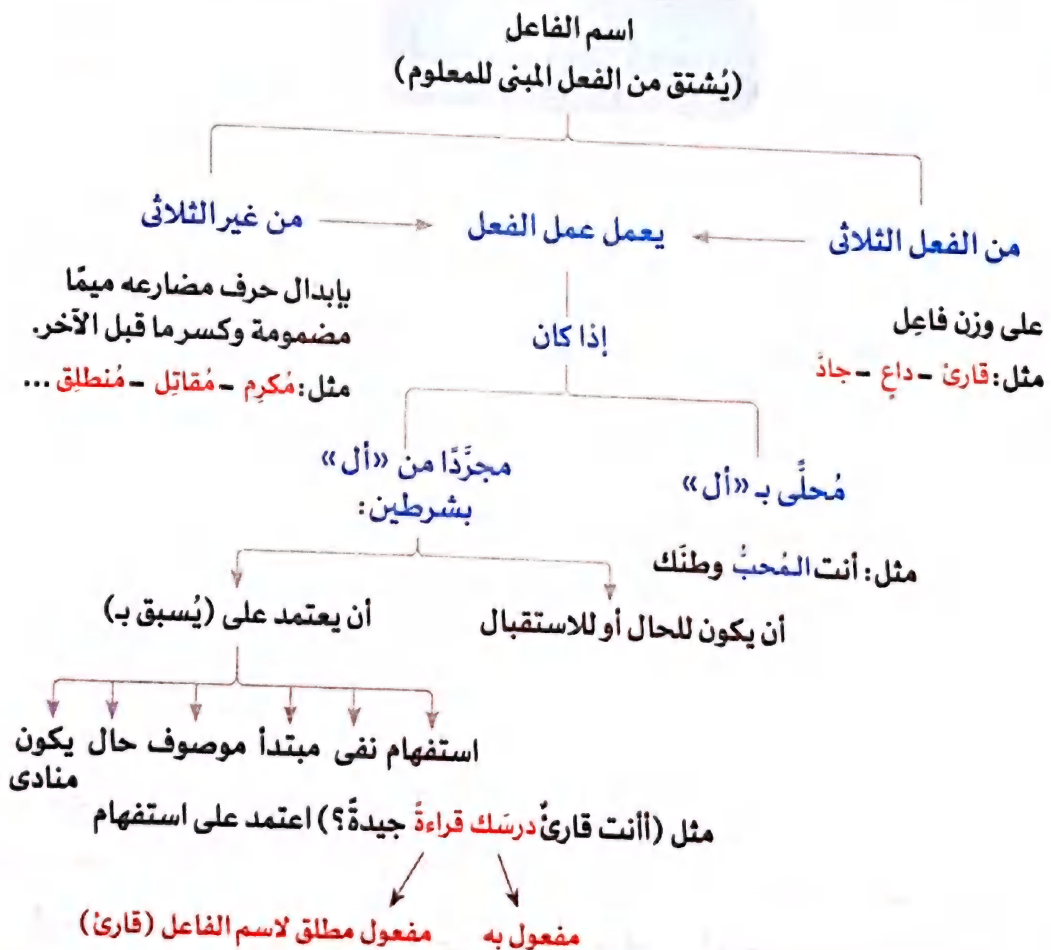 اسم الفاعل
(يُشتق من الفعل المبنى للمعلوم)
من الفعل الثلاثى
يعمل عمل الفعل
من غير الثلاثى
على وزن فاعِل
مثل: قارئ – داعٍ – جادّ
بإبدال حرف مضارعه ميمًا
مضمومة وكسر ما قبل الآخر.
مثل: مُكرِم – مُقاتِل – مُنطلِق ...
إذا كان
مُحلًّى بـ «أل»
مثل: أنت المُحبُّ وطنَك
مجرَّدًا من «أل»
بشرطين:
أن يكون للحال أو للاستقبال
أن يعتمد على (يُسبق بـ)
استفهام نفى مبتدأ موصوف حال يكون
منادى
مثل (أأنت قارئٌ درسَك قراءةً جيدةً؟) اعتمد على استفهام
مفعول به
مفعول مطلق لاسم الفاعل (قارئ)